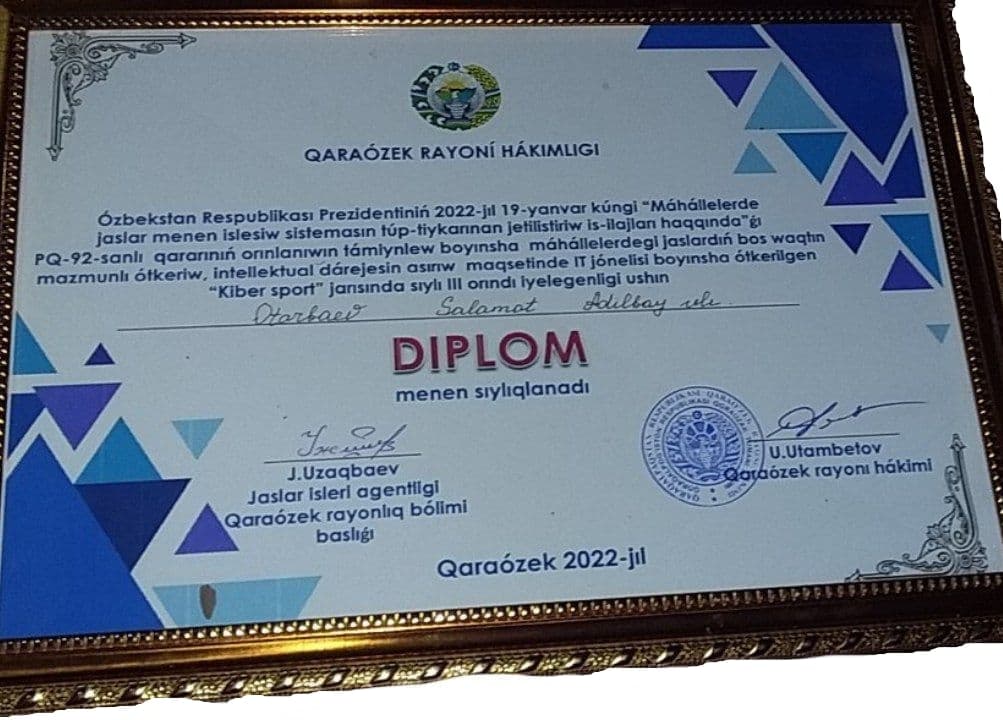 QARAÓZEK RAYONÍ HÁKIMLIGI
Ózbekstan Respublikası Prezidentiniń 2022-jıl 19-yanvar kúngi “Máhállelerde
jaslar menen islesiw sistemasın túp-tiykarınan jetilistiriw is-ilajları haqqında”ǵı
PQ-92-sanlı qararınıń orınlanıwın támiynlew boyınsha máhállelerdegi jaslardıń bos waqtın
mazmunlı ótkeriw, intellektual dárejesin asırıw maqsetinde IT jónelisi boyınsha ótkerilgen
“Kiber sport” jarısında sıylı III orındı iyelegenligi ushın
Otarbaev Salamat Adilbay ulı
DIPLOM
menen sıylıqlanadı
J.Uzaqbaev
Jaslar isleri agentligi
Qaraózek rayonlıq bólimi
baslıǵı
U.Utambetov
Qaraózek rayonı hákimi
Qaraózek 2022-jıl